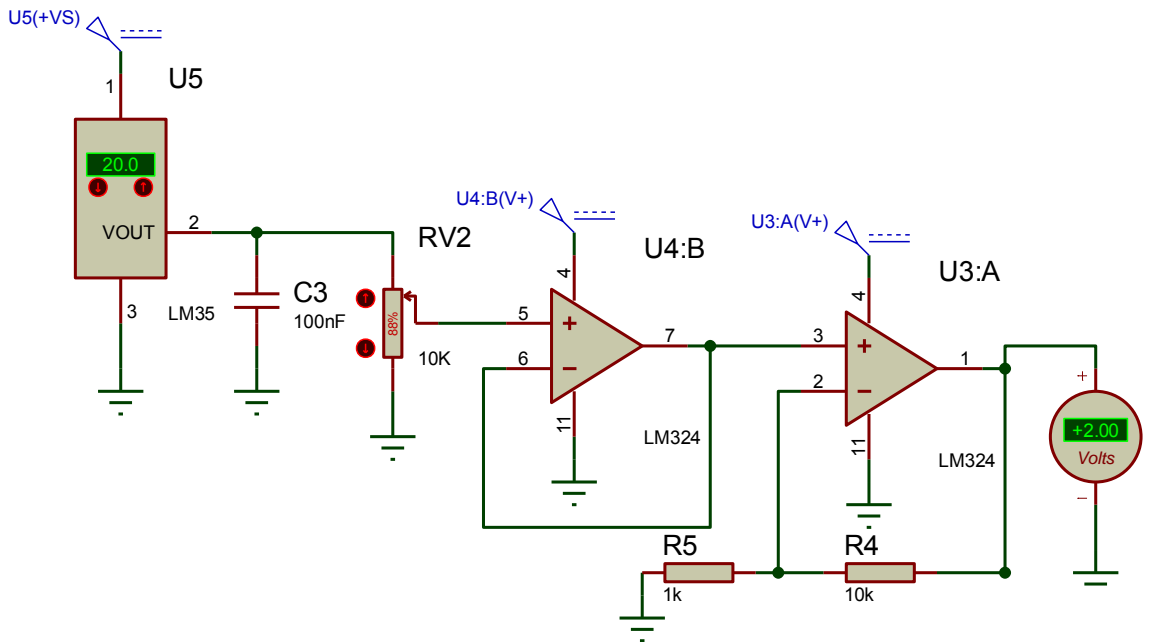 U5(+VS)
1
U5
20.0
VOUT
2
3
LM35
C3
100nF
RV2
88%
10K
U4:B(V+)
U4:B
4
5
6
7
11
LM324
U3:A(V+)
U3:A
4
3
2
1
11
LM324
+2.00
Volts
R5
1k
R4
10k